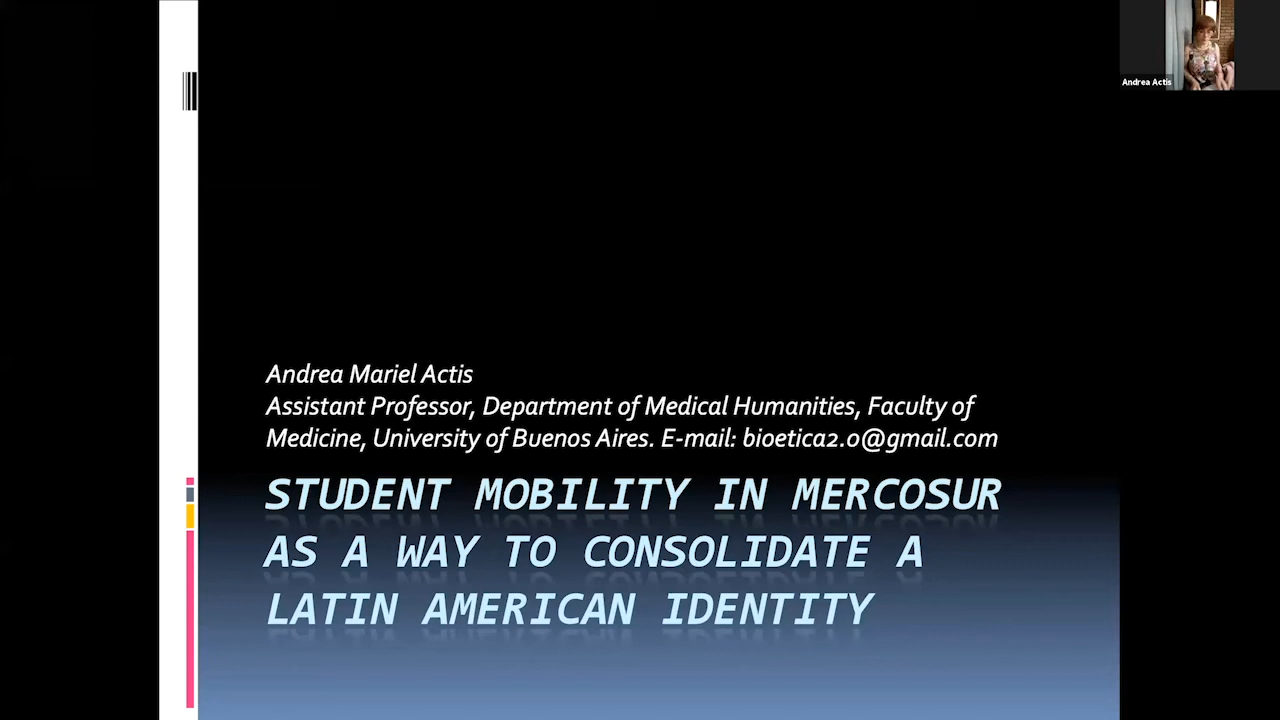 Andrea Actis
Andrea Mariel Actis
Assistant Professor, Department of Medical Humanities, Faculty of
Medicine, University of Buenos Aires. E-mail: bioetica2.0@gmail.com
STUDENT MOBILITY IN MERCOSUR
AS A WAY TO CONSOLIDATE A
LATIN AMERICAN IDENTITY